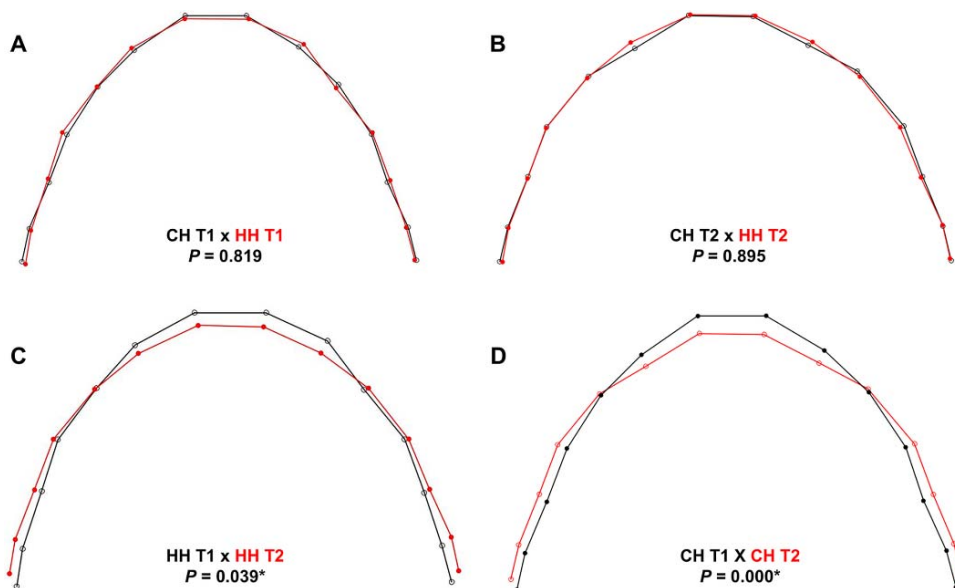 A
CH T1 x HH T1
P = 0.819
B
CH T2 x HH T2
P = 0.895
C
HH T1 x HH T2
P = 0.039*
D
CH T1 X CH T2
P = 0.000*